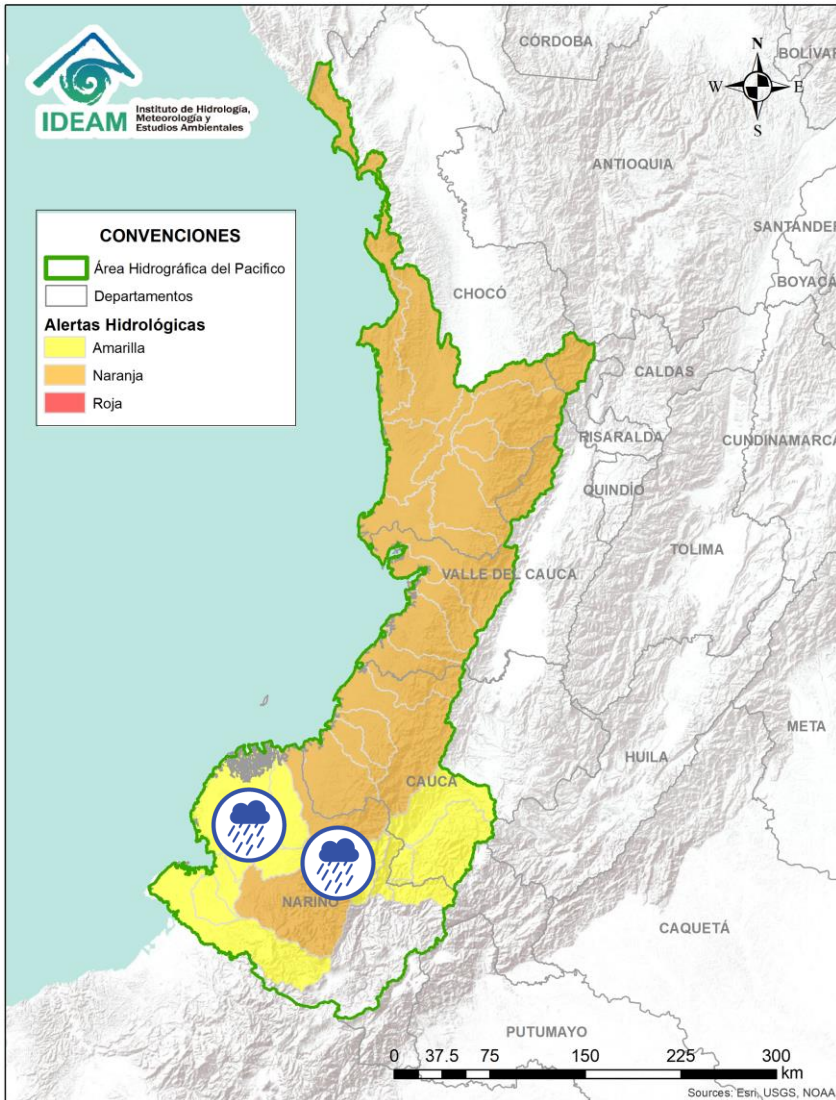 IDEAM
Instituto de Hidrología,
Meteorología y
Estudios Ambientales
N
W
E
S
CÓRDOBA
BOLÍVAR
ANTIOQUIA
SANTANDER
BOYACÁ
CHOCÓ
CALDAS
RISARALDA
CUNDINAMARCA
QUINDÍO
TOLIMA
VALLE DEL CAUCA
META
HUILA
CAUCA
NARIÑO
CAQUETÁ
PUTUMAYO
CONVENCIONES
Área Hidrográfica del Pacifico
Departamentos
Alertas Hidrológicas
Amarilla
Naranja
Roja
0 37.5 75 150 225 300
km
Sources: Esri, USGS, NOAA